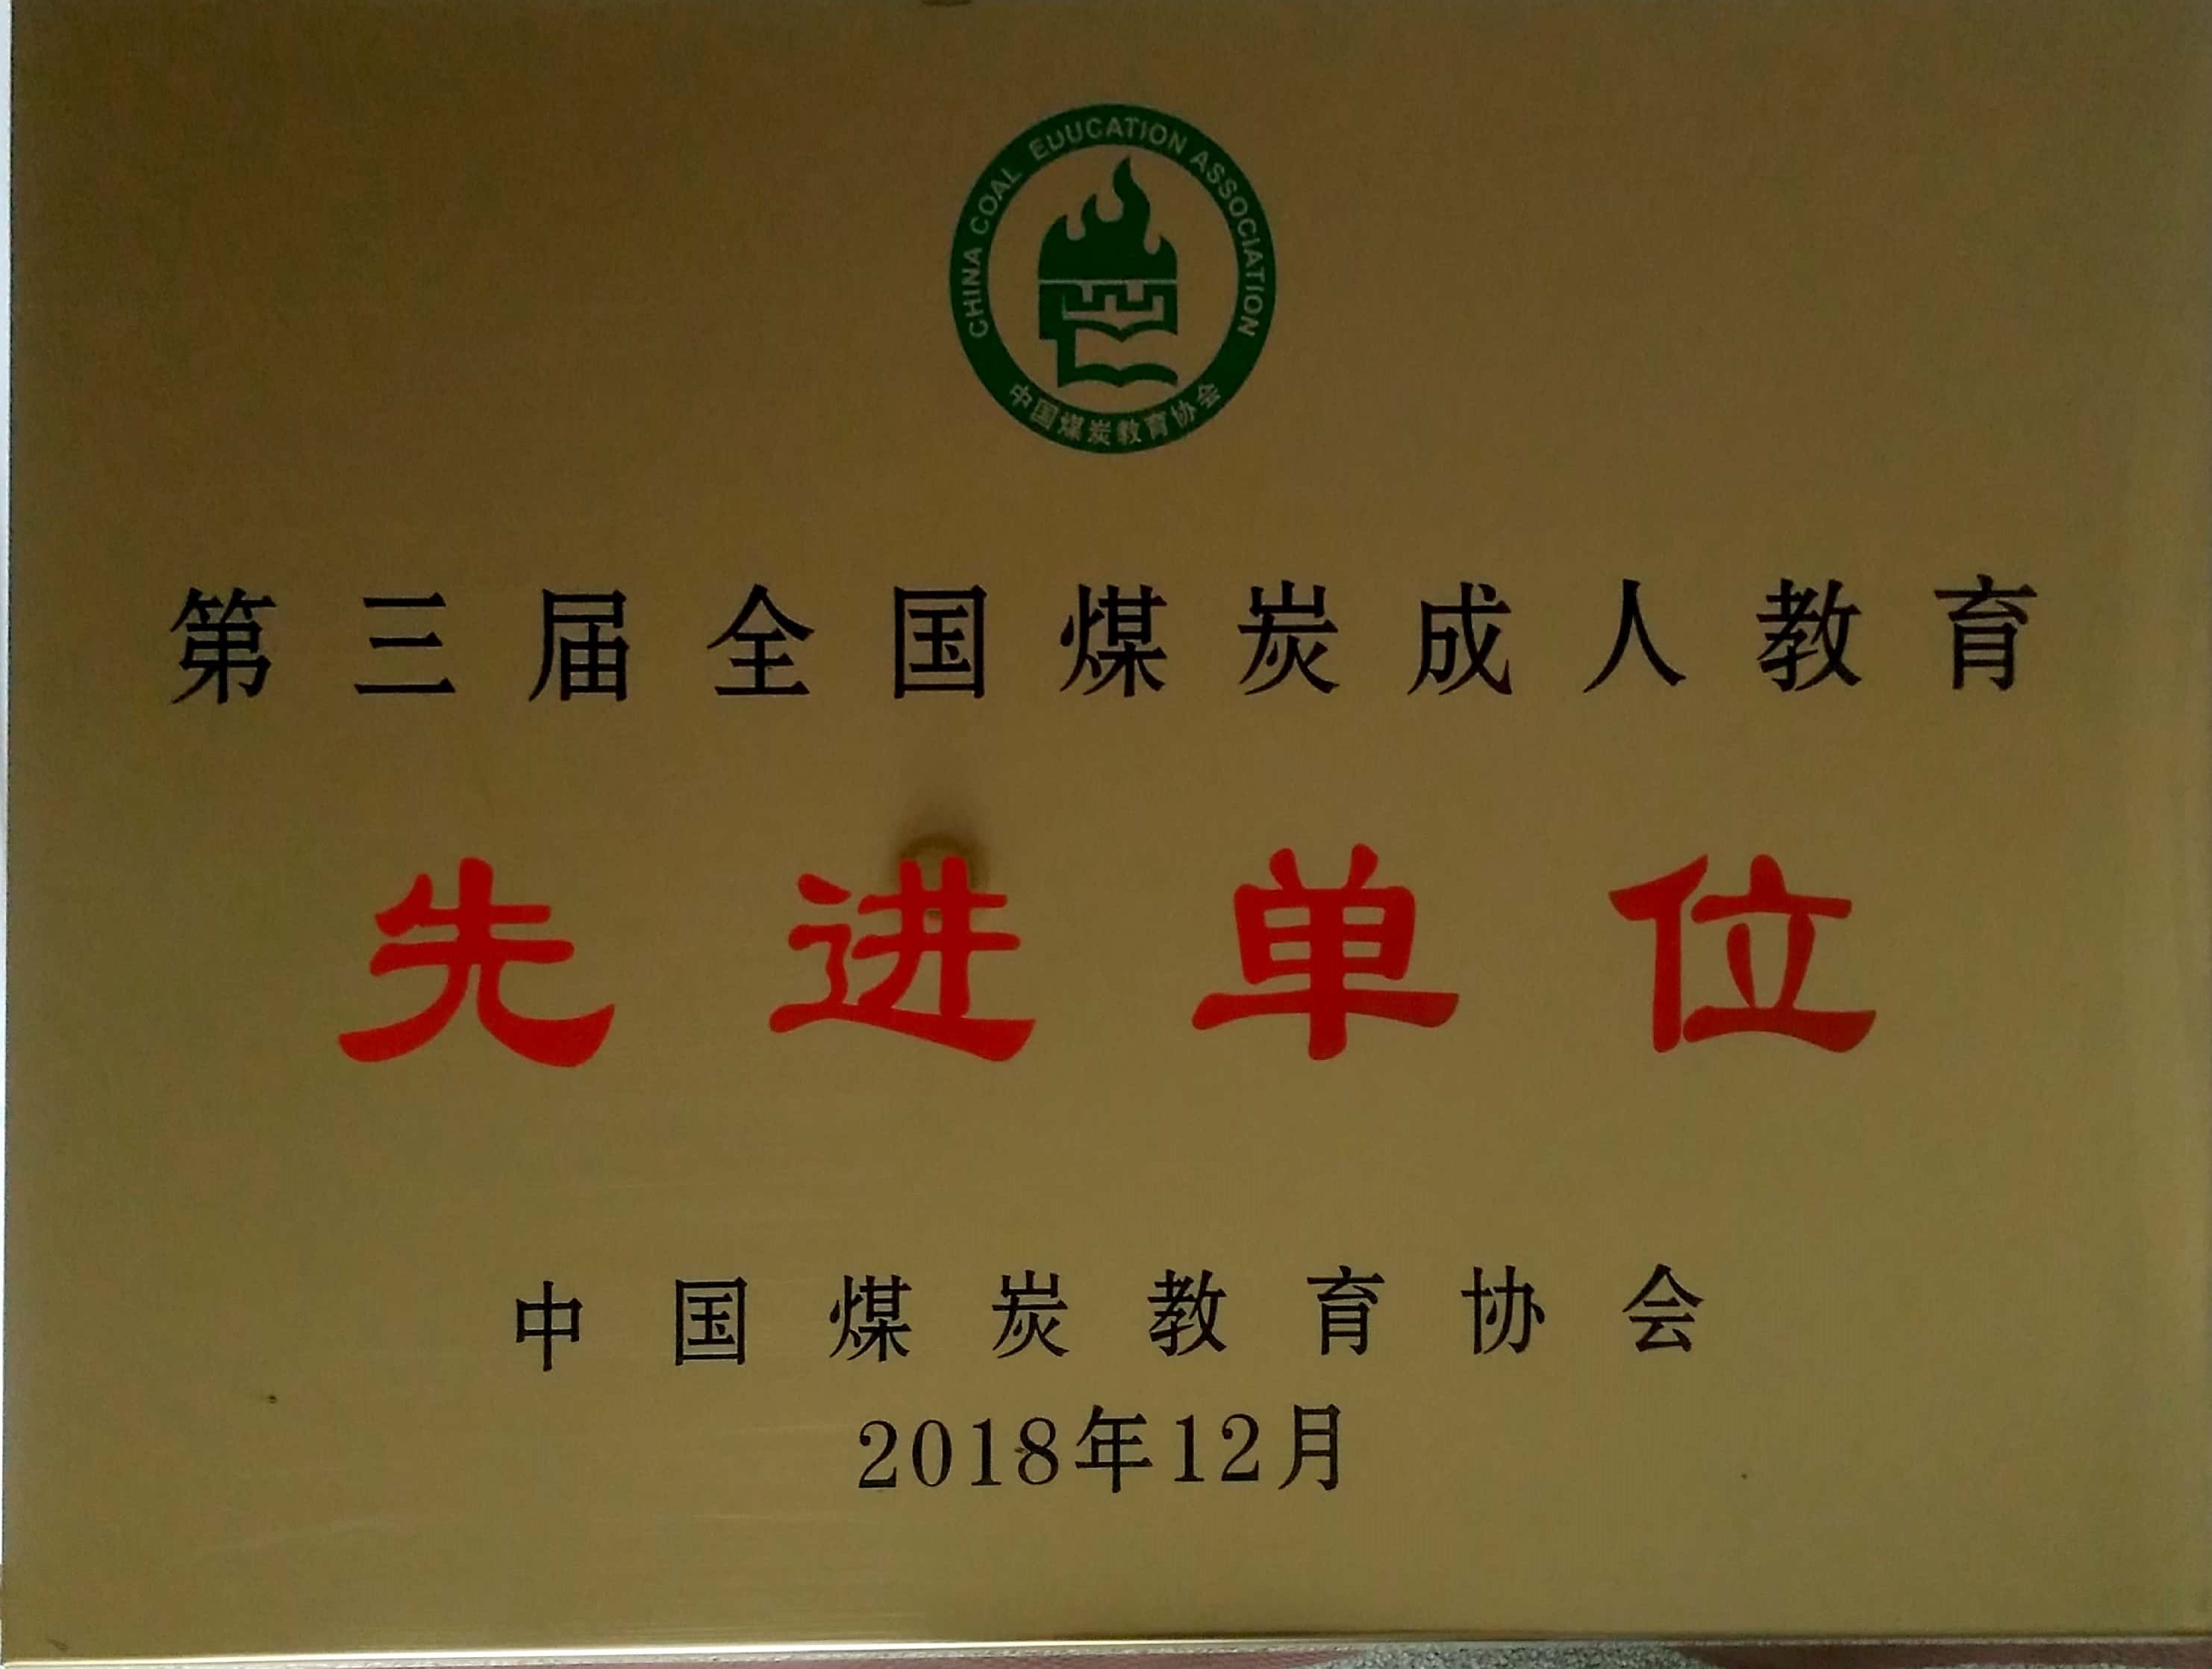 CHINA COAL EDUCATION ASSOCIATION
中国煤炭教育协会
第三届全国煤炭成人教育
先进单位
中国煤炭教育协会
2018年12月